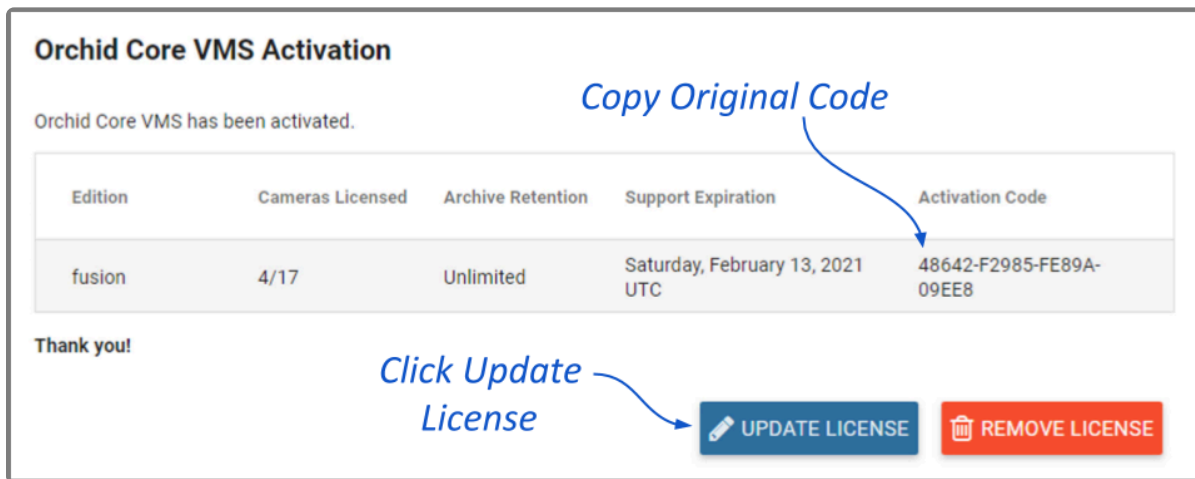 Orchid Core VMS Activation
Copy Original Code
Orchid Core VMS has been activated.
Edition Cameras Licensed Archive Retention Support Expiration Activation Code
fusion 4/17 Unlimited Saturday, February 13, 2021 48642-F2985-FE89A-
UTC 09EE8
Thank you!
Click Update
License
UPDATE LICENSE REMOVE LICENSE